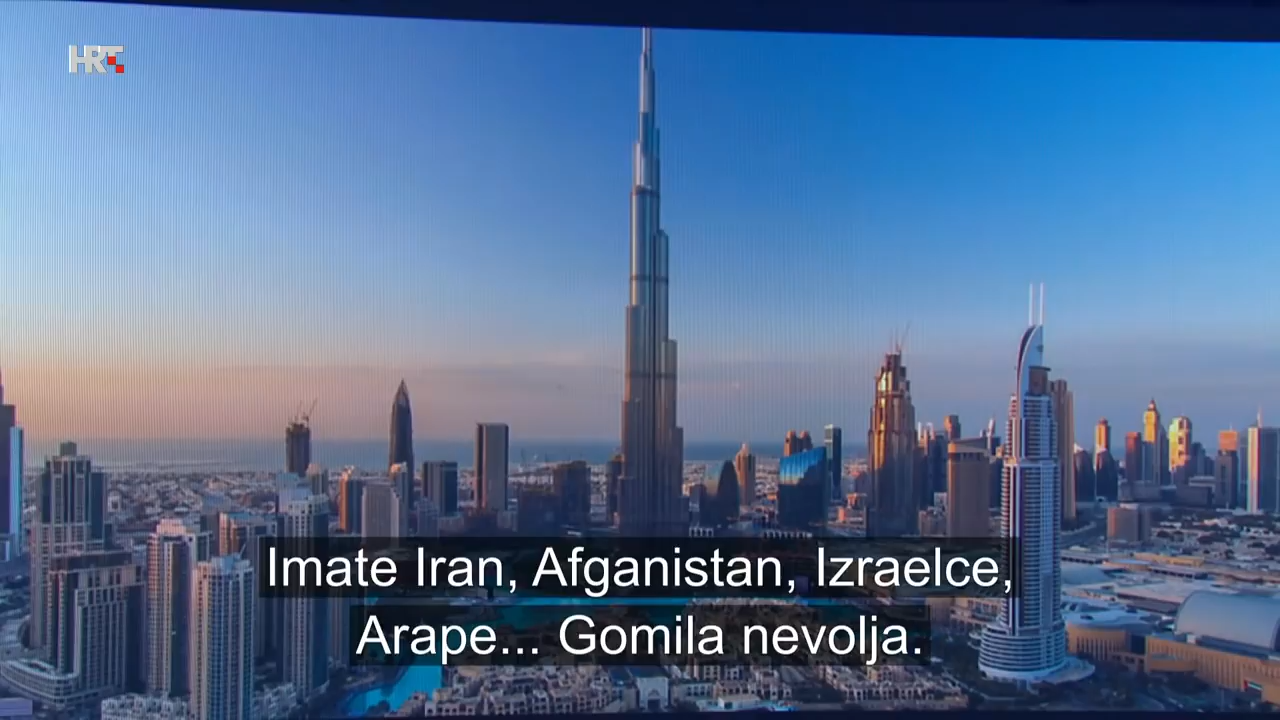 HRT
Imate Iran, Afganistan, Izraelce,
Arape... Gomila nevolja.